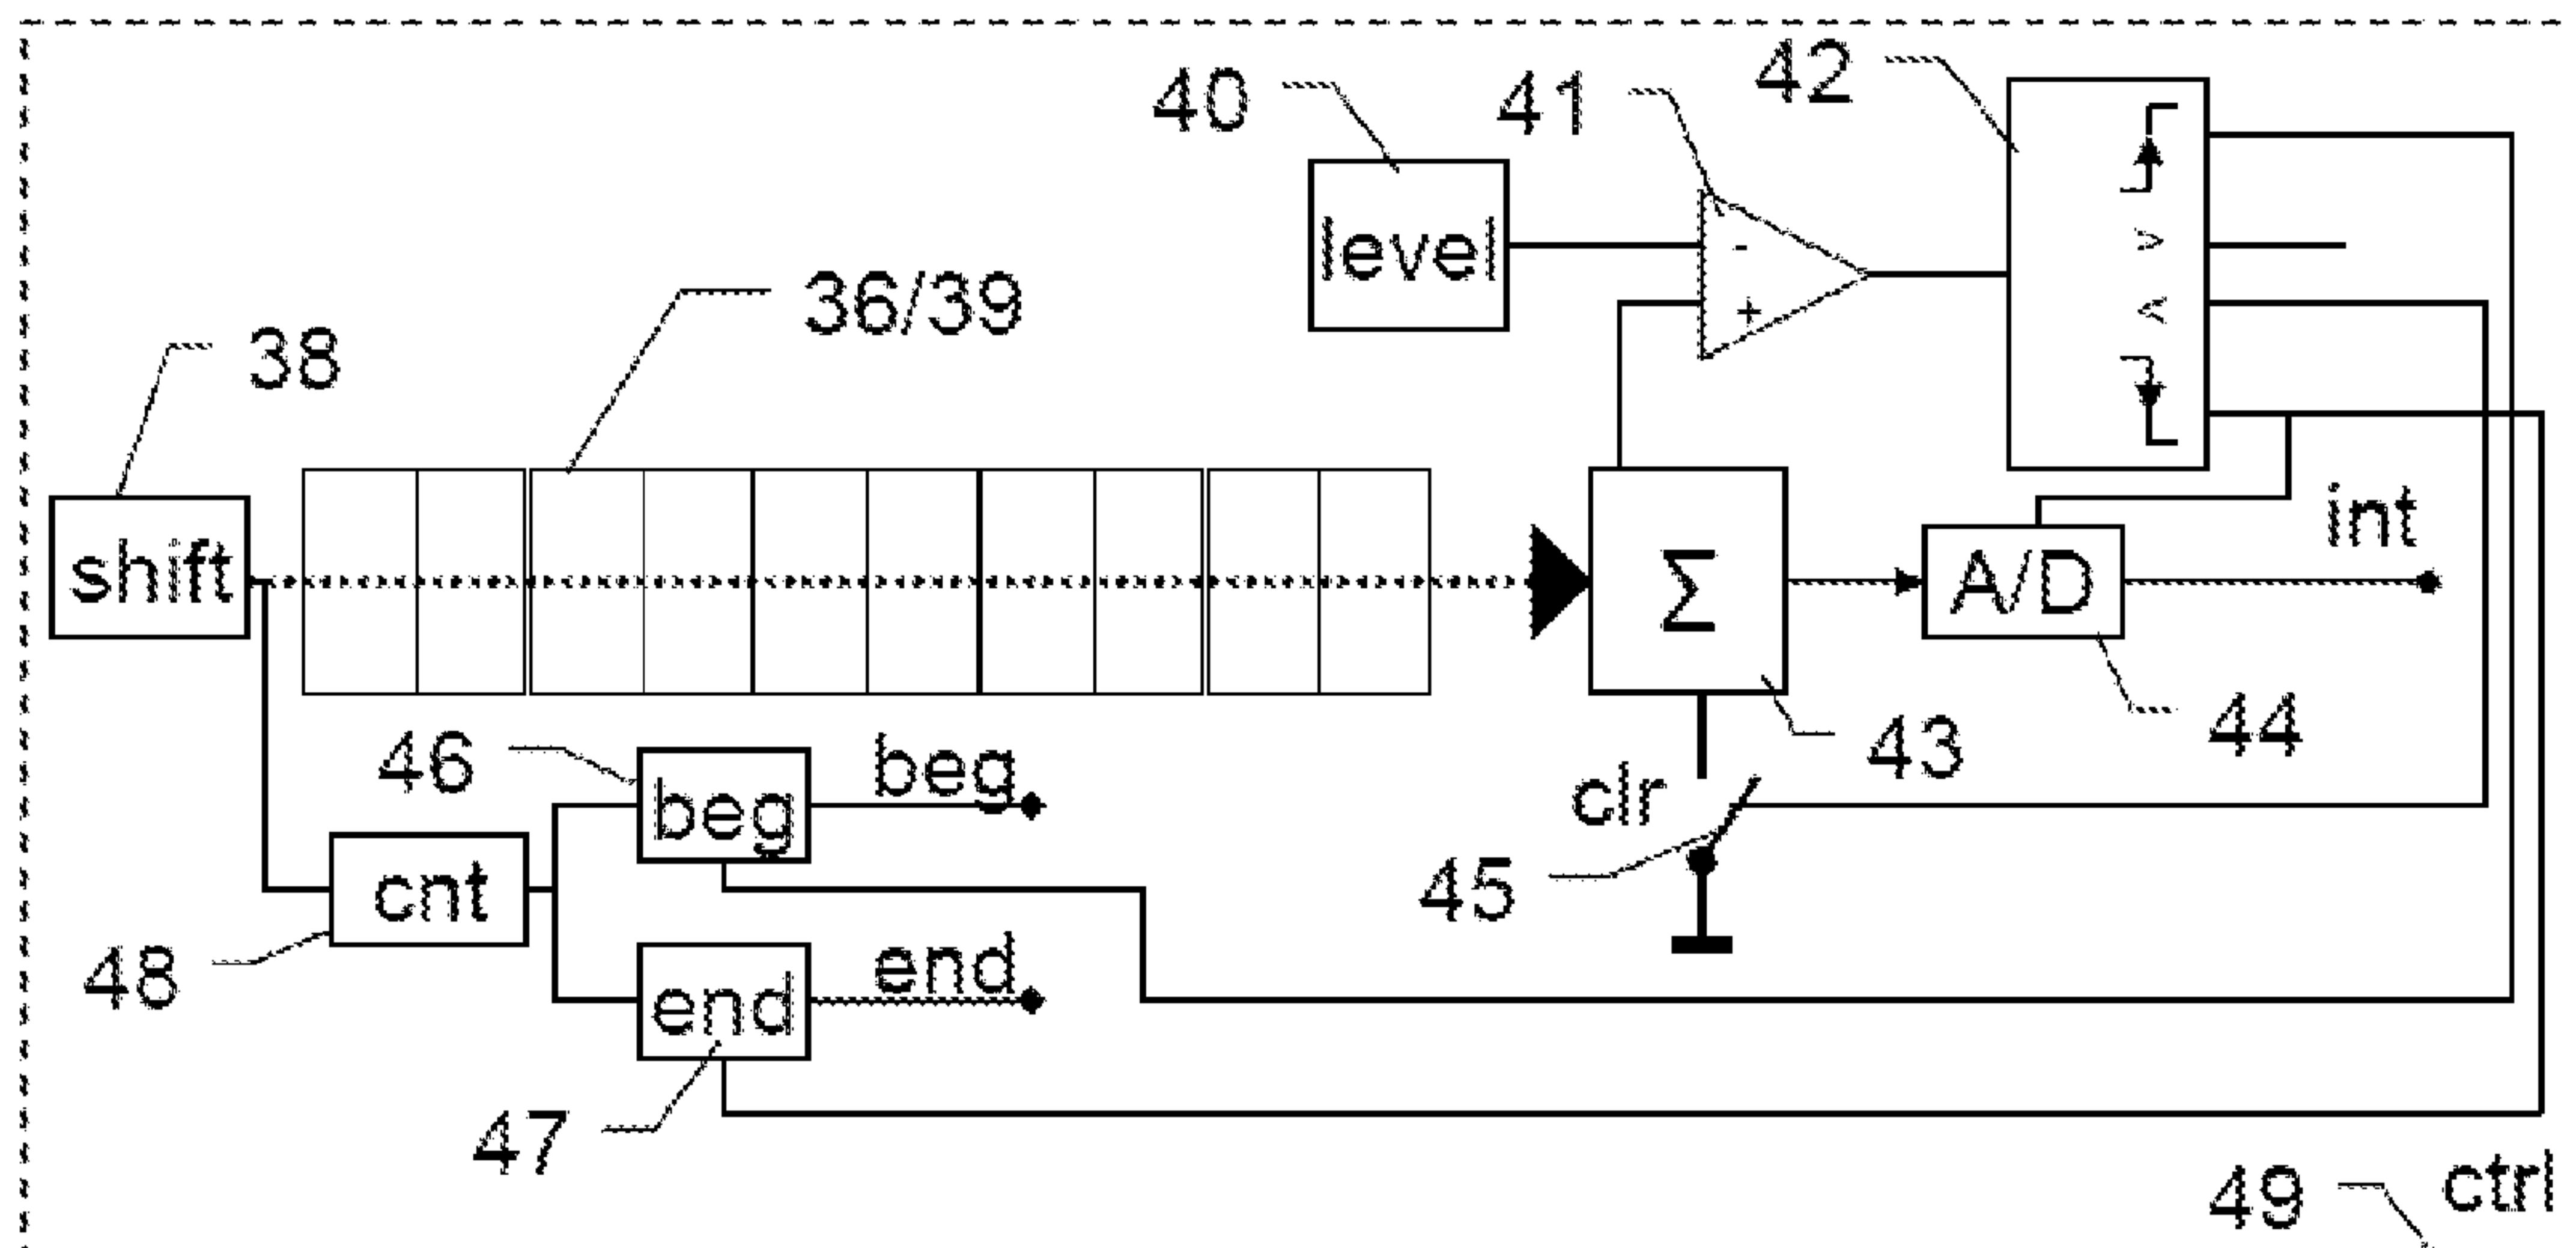 40
41
42
level
-
+
>
<
36/39
38
shift
Σ
A/D
int
43
44
46
beg
beg
clr
45
cnt
48
end
end
47
49
ctrl